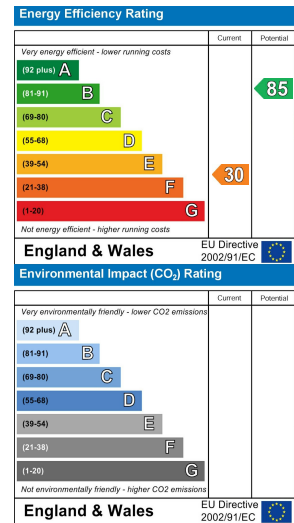 Energy Efficiency Rating
Current Potential
Very energy efficient - lower running costs
(92 plus) A
(81-91) B
85
(69-80) C
(55-68) D
(39-54) E
30
(21-38) F
(1-20) G
Not energy efficient - higher running costs
England & Wales
EU Directive
2002/91/EC
Environmental Impact (CO₂) Rating
Current Potential
Very environmentally friendly - lower CO2 emissions
(92 plus) A
(81-91) B
(69-80) C
(55-68) D
(39-54) E
(21-38) F
(1-20) G
Not environmentally friendly - higher CO2 emissions
England & Wales
EU Directive
2002/91/EC